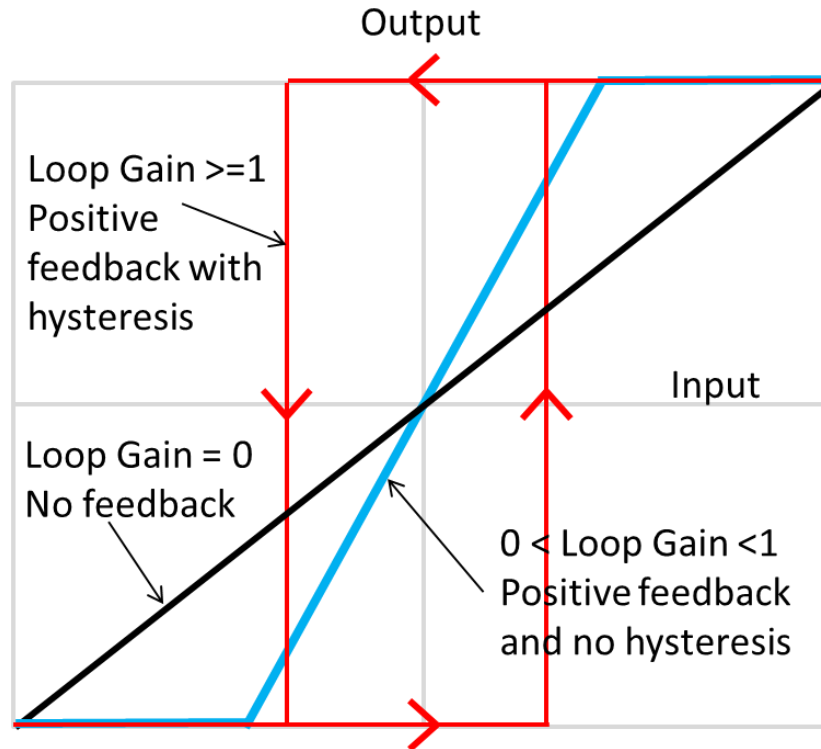 Output
Loop Gain >=1
Positive
feedback with
hysteresis
Input
Loop Gain = 0
No feedback
0 < Loop Gain <1
Positive feedback
and no hysteresis